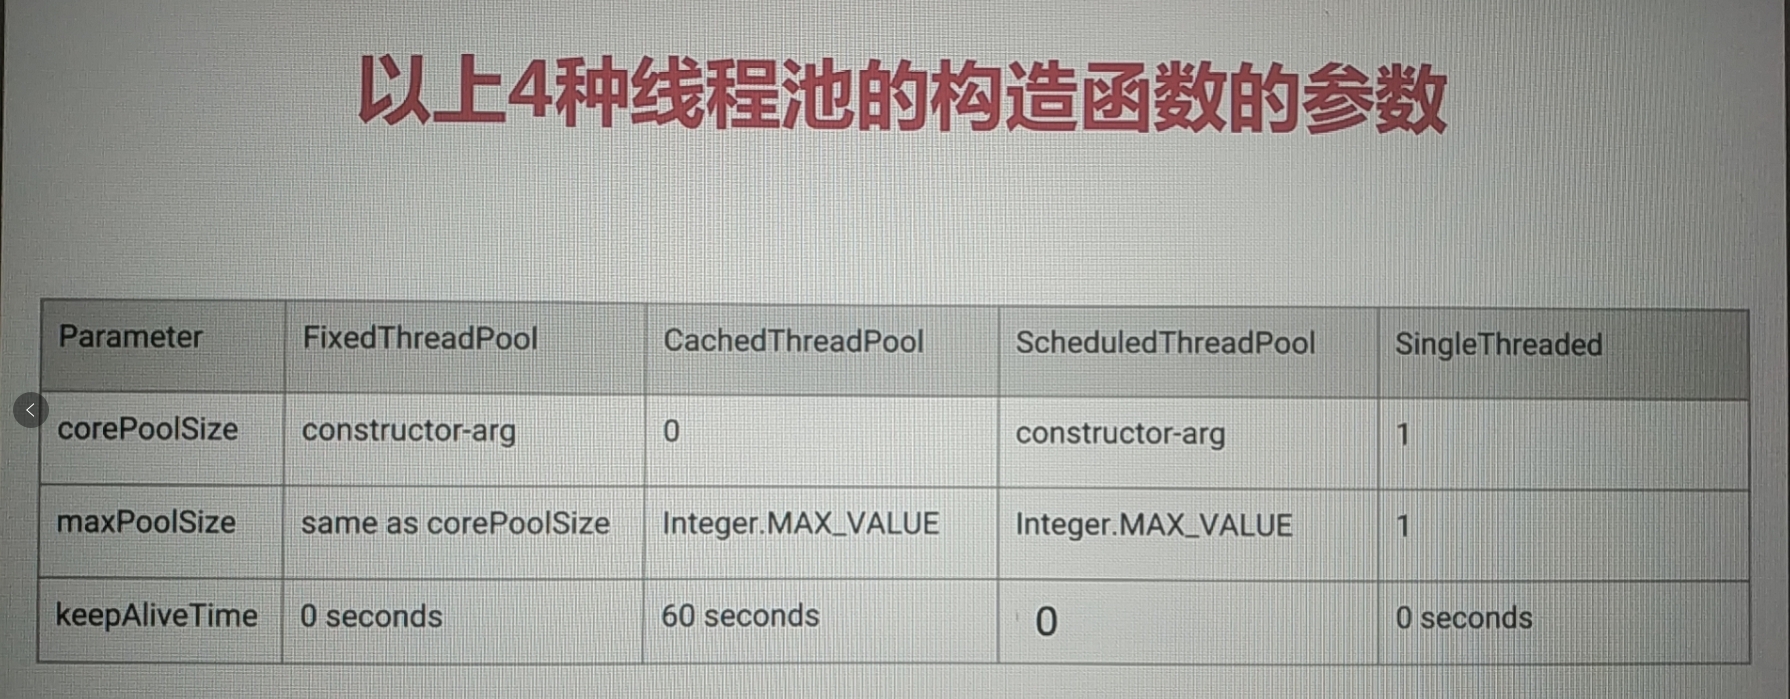 以上4种线程池的构造函数的参数
Parameter FixedThreadPool CachedThreadPool ScheduledThreadPool SingleThreaded
corePoolSize constructor-arg 0 constructor-arg 1
maxPoolSize same as corePoolSize Integer.MAX_VALUE Integer.MAX_VALUE 1
keepAliveTime 0 seconds 60 seconds 0 0 seconds